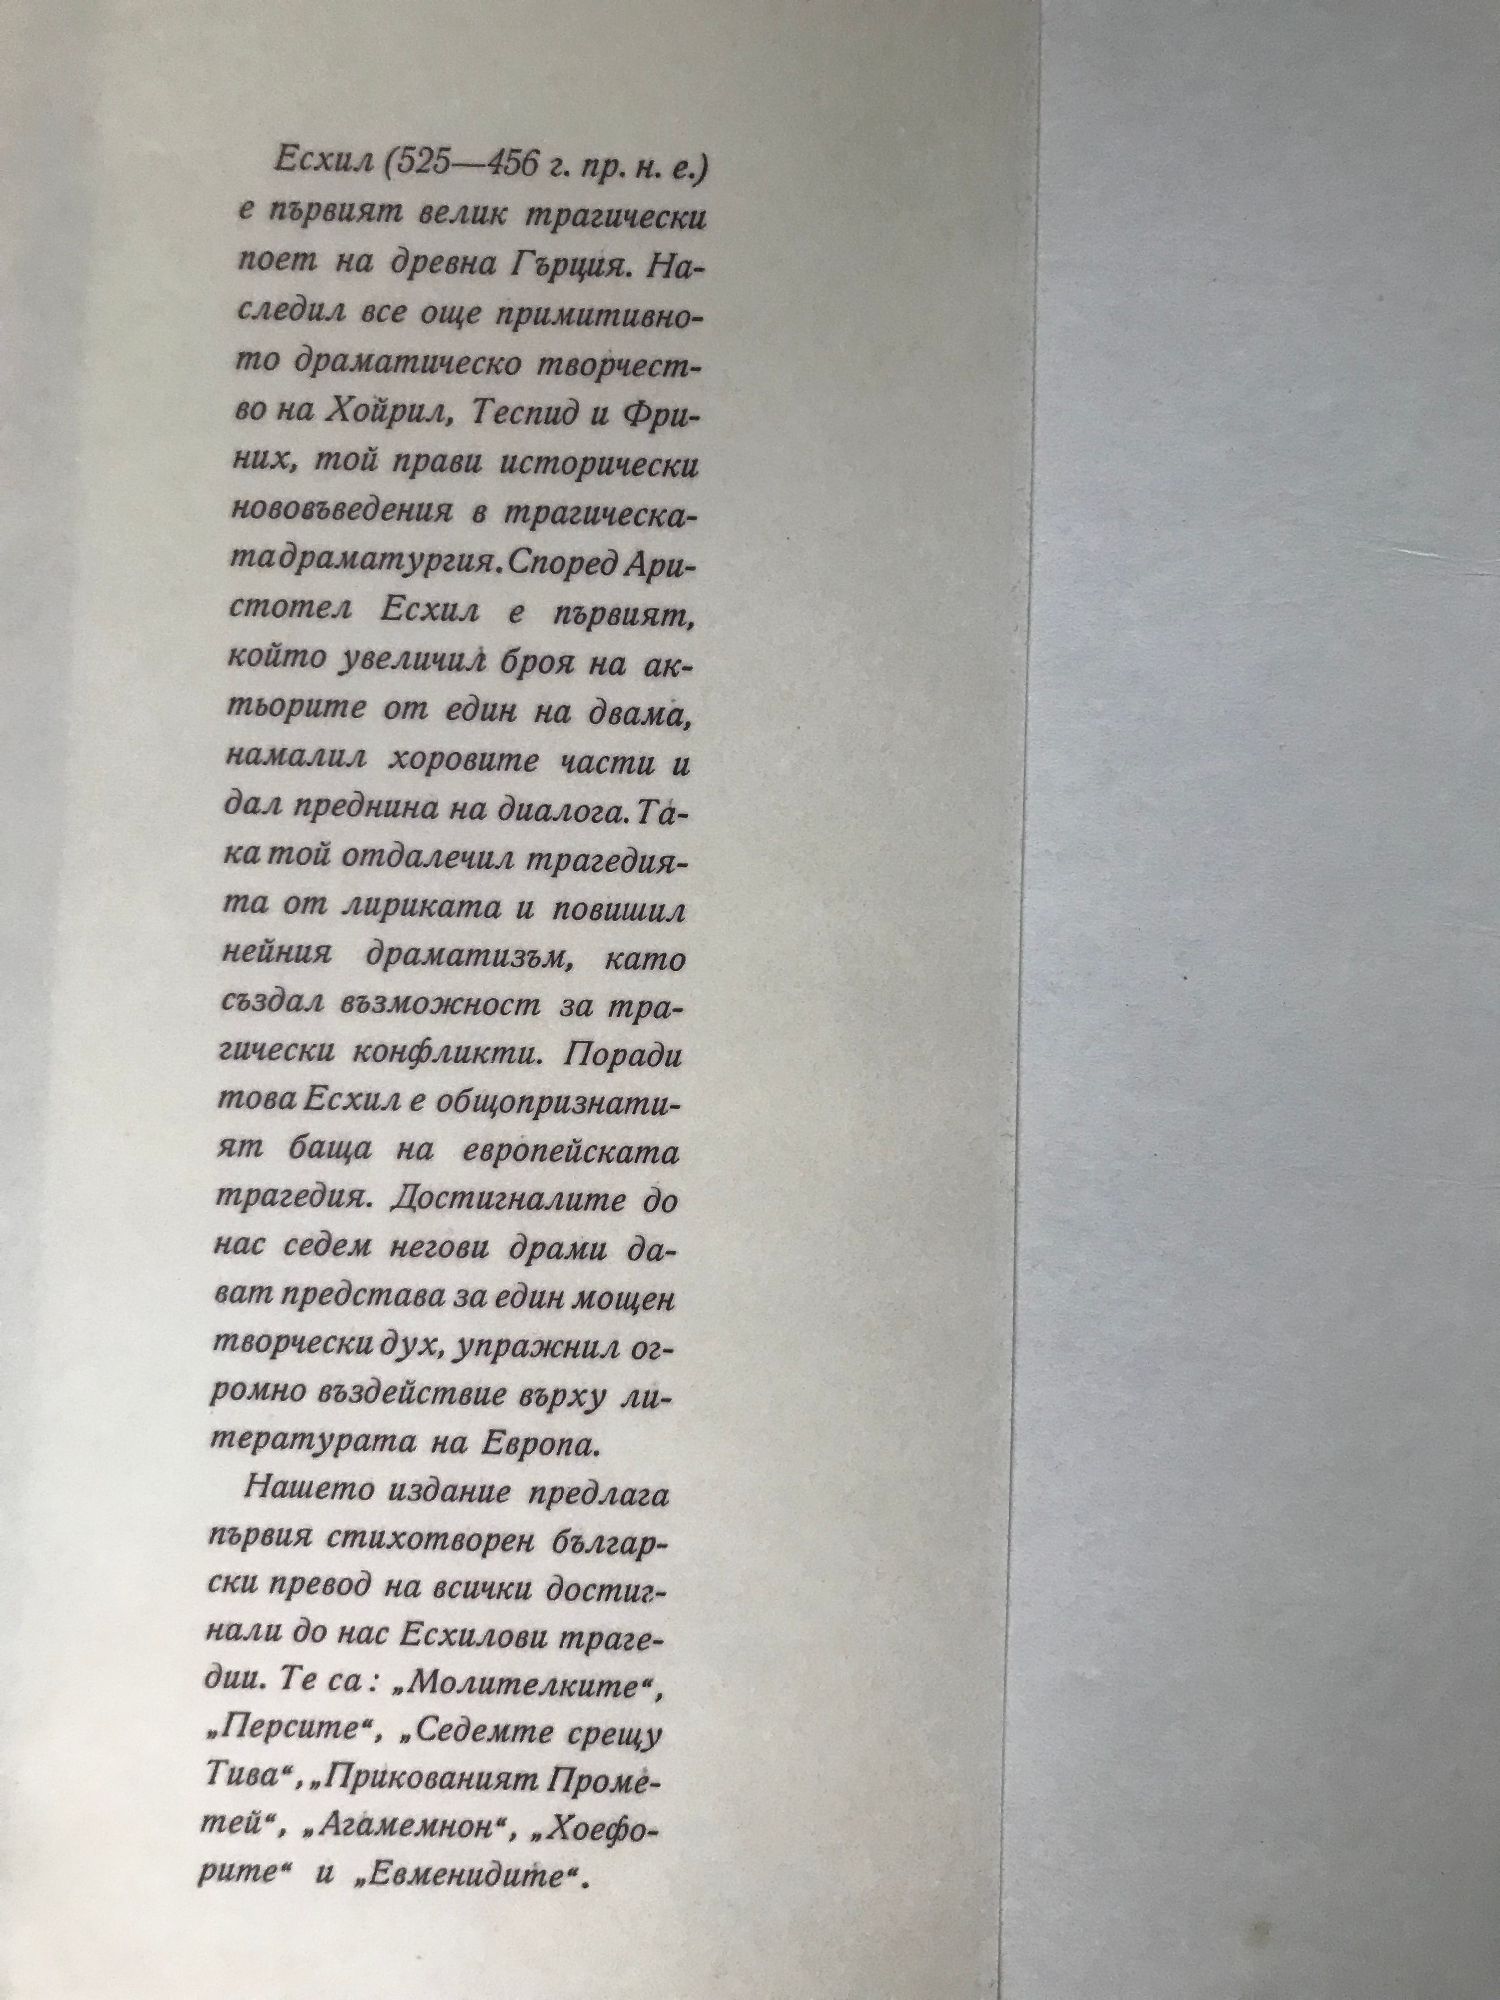 Есхил (525—456 г. пр. н. е.)
е първият велик трагически
поет на древна Гърция. На-
следил все още примитивно-
то драматическо творчест-
во на Хойрил, Теспид и Фри-
них, той прави исторически
нововъведения в трагическа-
та драматургия. Според Ари-
стотел Есхил е първият,
който увеличил броя на ак-
тьорите от един на двама,
намалил хоровите части и
дал преднина на диалога. Та-
ка той отдалечил трагедия-
та от лириката и повишил
нейния драматизъм, като
създал възможност за тра-
гически конфликти. Поради
това Есхил е общопризнати-
ят баща на европейската
трагедия. Достигналите до
нас седем негови драми да-
ват представа за един мощен
творчески дух, упражнил ог-
ромно въздействие върху ли-
тературата на Европа.
Нашето издание предлага
първия стихотворен българ-
ски превод на всички достиг-
нали до нас Есхилови траге-
дии. Те са: „Молителките“,
„Персите“, „Седемте срещу
Тива“, „Прикованият Проме-
тей“, „Агамемнон“, „Хоефо-
рите“ и „Евменидите“.